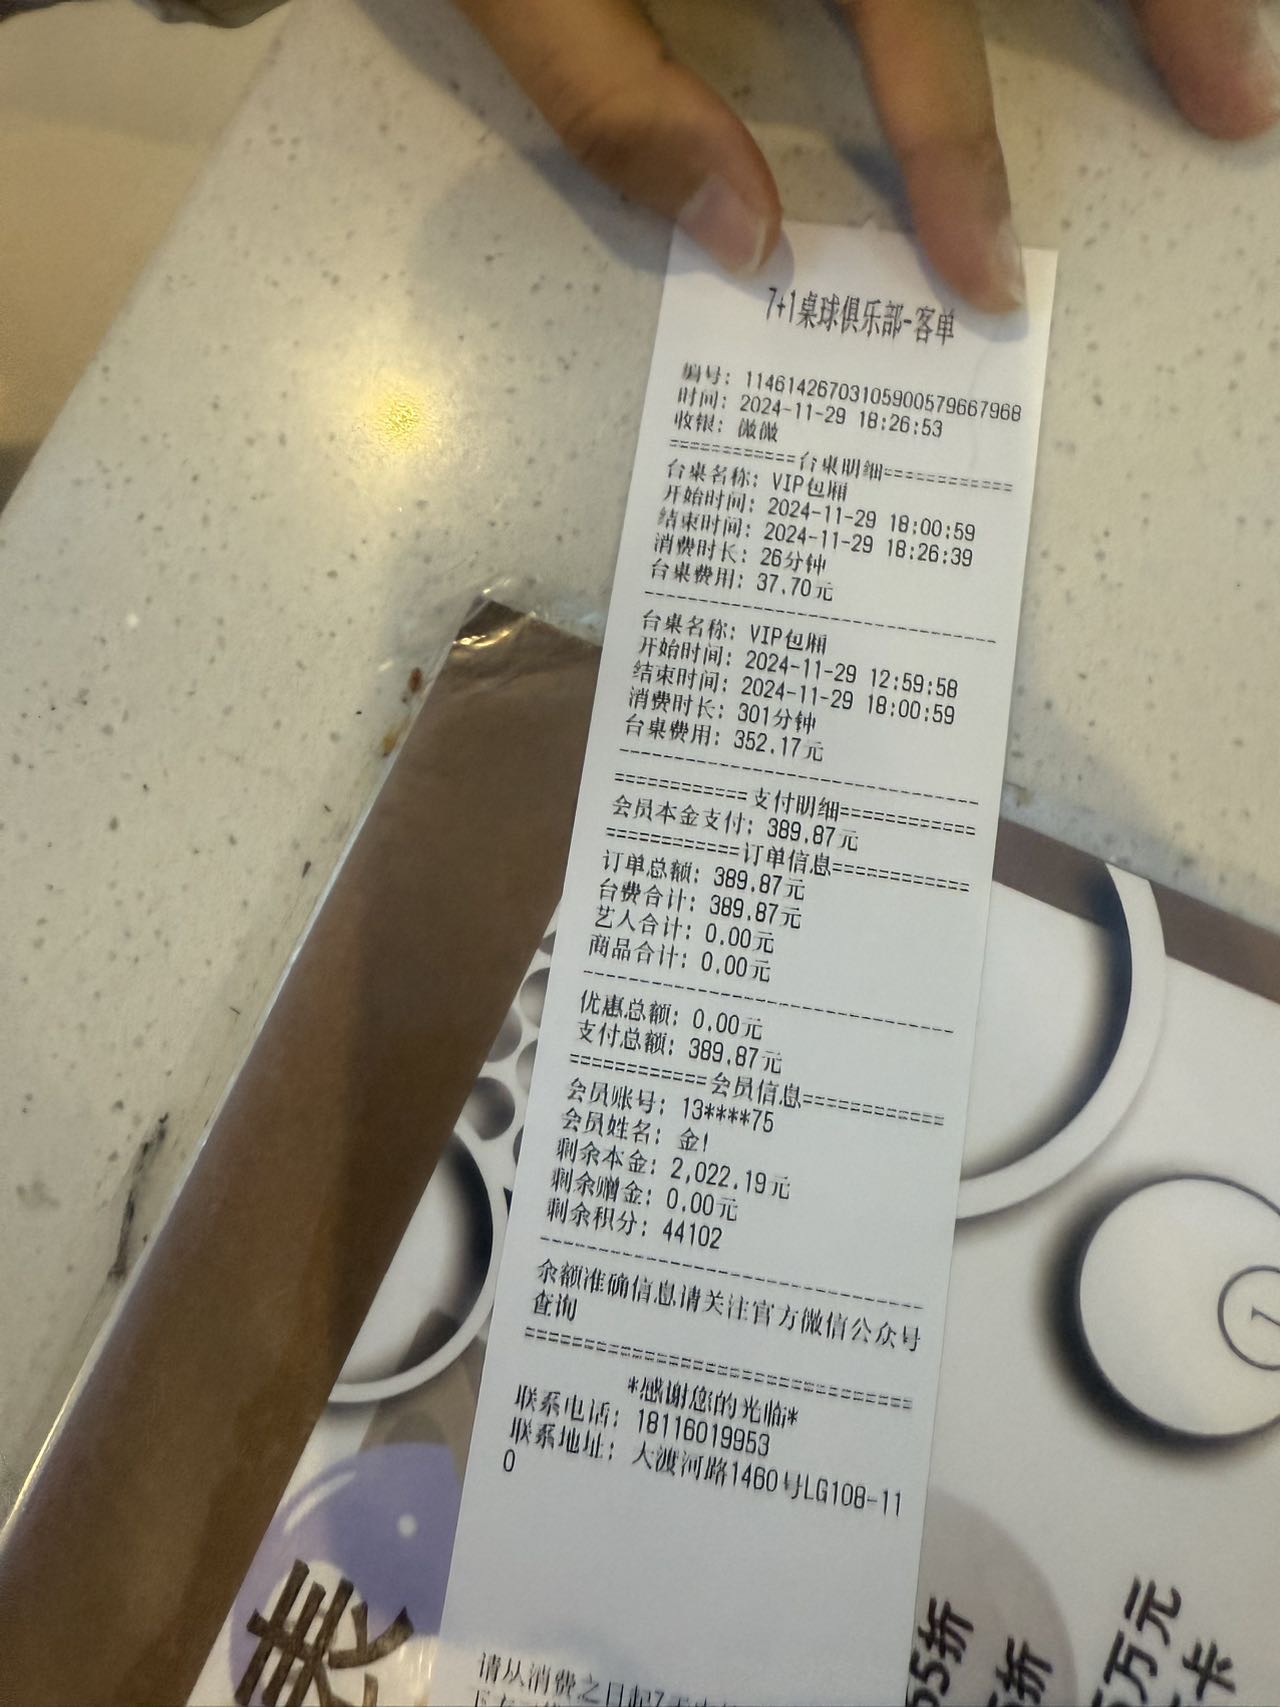 7+1桌球俱乐部-客单
编号: 1146142670310590057966​7968
时间: 2024-11-29 18:26:53
收银: 薇薇
============台桌明细============
台桌名称: VIP包厢
开始时间: 2024-11-29 18:00:59
结束时间: 2024-11-29 18:26:39
消费时长: 26分钟
台桌费用: 37.70元
--------------------------------
台桌名称: VIP包厢
开始时间: 2024-11-29 12:59:58
结束时间: 2024-11-29 18:00:59
消费时长: 301分钟
台桌费用: 352.17元
--------------------------------
============支付明细============
会员本金支付: 389.87元
============订单信息============
订单总额: 389.87元
台费合计: 389.87元
艺人合计: 0.00元
商品合计: 0.00元
--------------------------------
优惠总额: 0.00元
支付总额: 389.87元
============会员信息============
会员账号: 13****75
会员姓名: 金!
剩余本金: 2,022.19元
剩余赠金: 0.00元
剩余积分: 44102
--------------------------------
余额准确信息请关注官方微信公众号
查询
================================
*感谢您的光临*
联系电话: 18116019953
联系地址: 大渡河路1460号LG108-11
0
请从消费之日起7天
表
55折
折
万元
卡
1